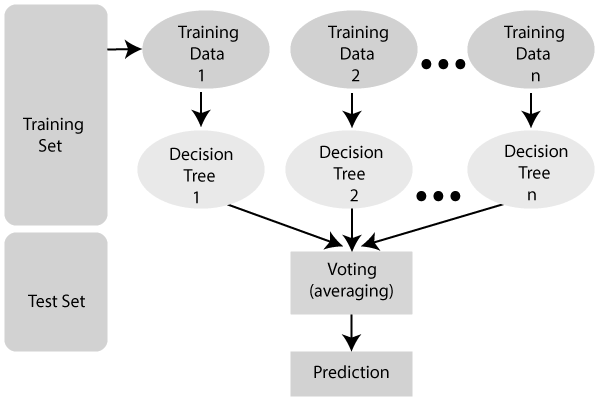 Training
Set
Training
Data
1
Training
Data
2
Training
Data
n
Decision
Tree
1
Decision
Tree
2
Decision
Tree
n
Test Set
Voting
(averaging)
Prediction